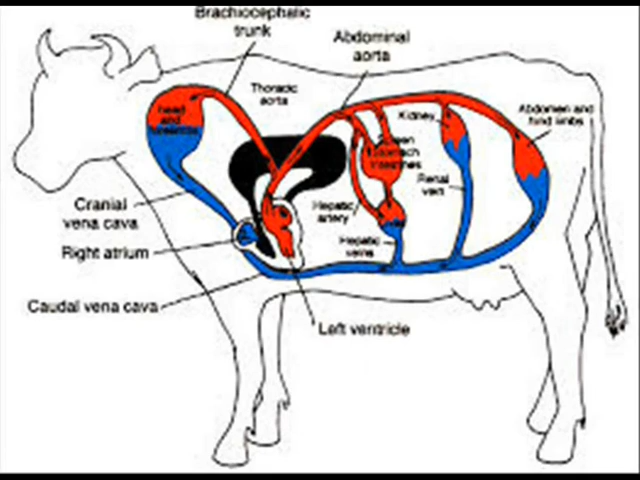 Brachiocephalic
trunk
Abdominal
aorta
Thoracic
aorta
head
and
forelimbs
Kidney
Abdomen and
hind limbs
Spleen
Stomach
Intestines
Renal
vein
Cranial
vena cava
Hepatic
artery
Right atrium
Hepatic
veins
Caudal vena cava
Left ventricle